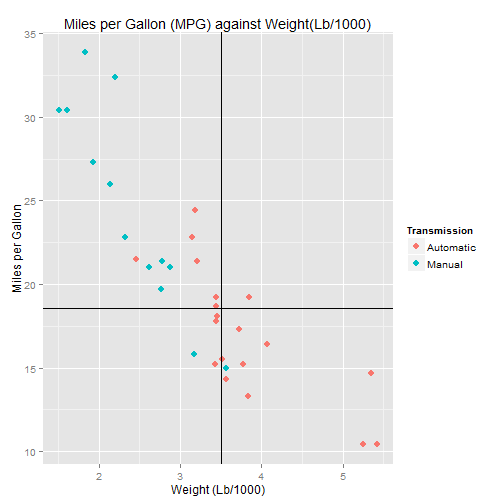 Miles per Gallon (MPG) against Weight(Lb/1000)
35
30
25
20
15
10
Miles per Gallon
2 3 4 5
Weight (Lb/1000)
Transmission
Automatic
Manual